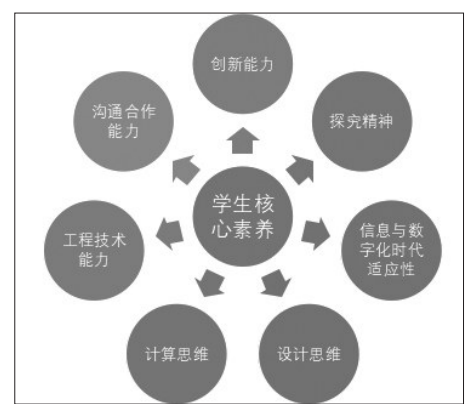 创新能力
沟通合作
能力
探究精神
学生核
心素养
工程技术
能力
信息与数
字化时代
适应性
计算思维
设计思维